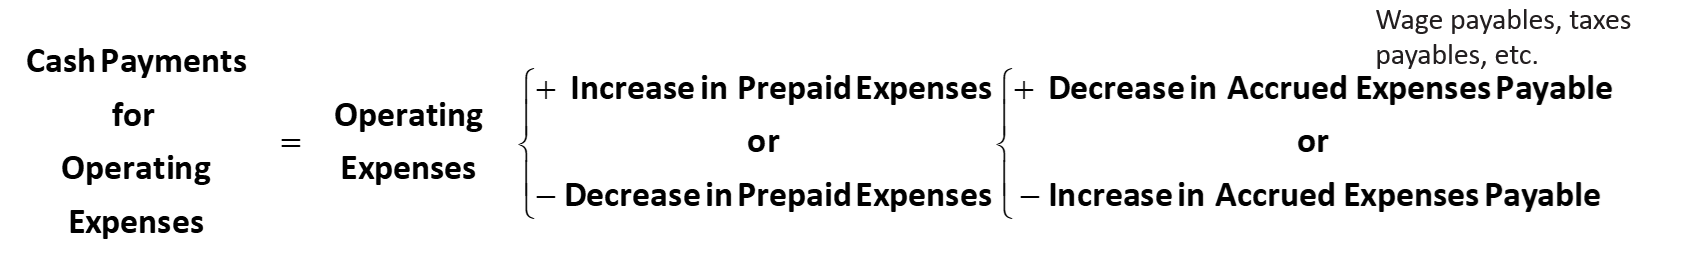 Wage payables, taxes
payables, etc.
Cash Payments
for
Operating
Expenses
=
Operating
Expenses
+ Increase in Prepaid Expenses
or
− Decrease in Prepaid Expenses
+ Decrease in Accrued Expenses Payable
or
− Increase in Accrued Expenses Payable